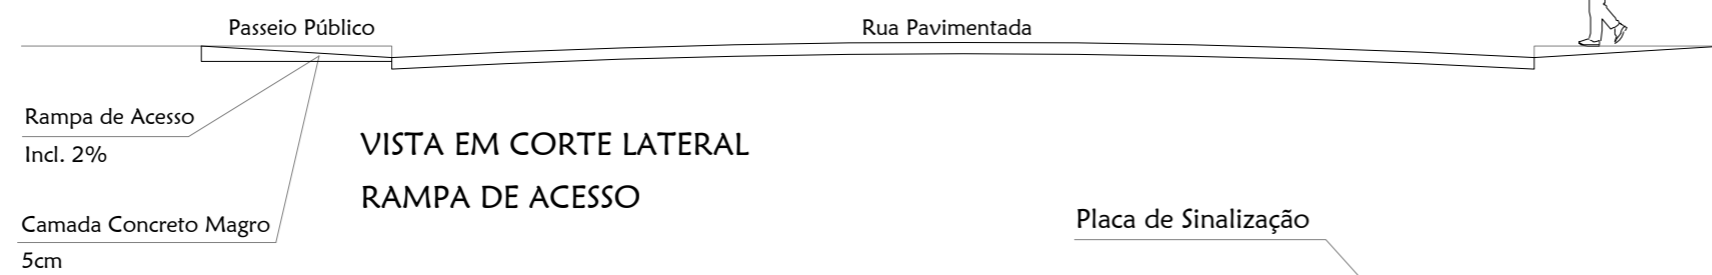 Passeio Público
Rua Pavimentada
Rampa de Acesso
Incl. 2%
VISTA EM CORTE LATERAL
RAMPA DE ACESSO
Camada Concreto Magro
5cm
Placa de Sinalização